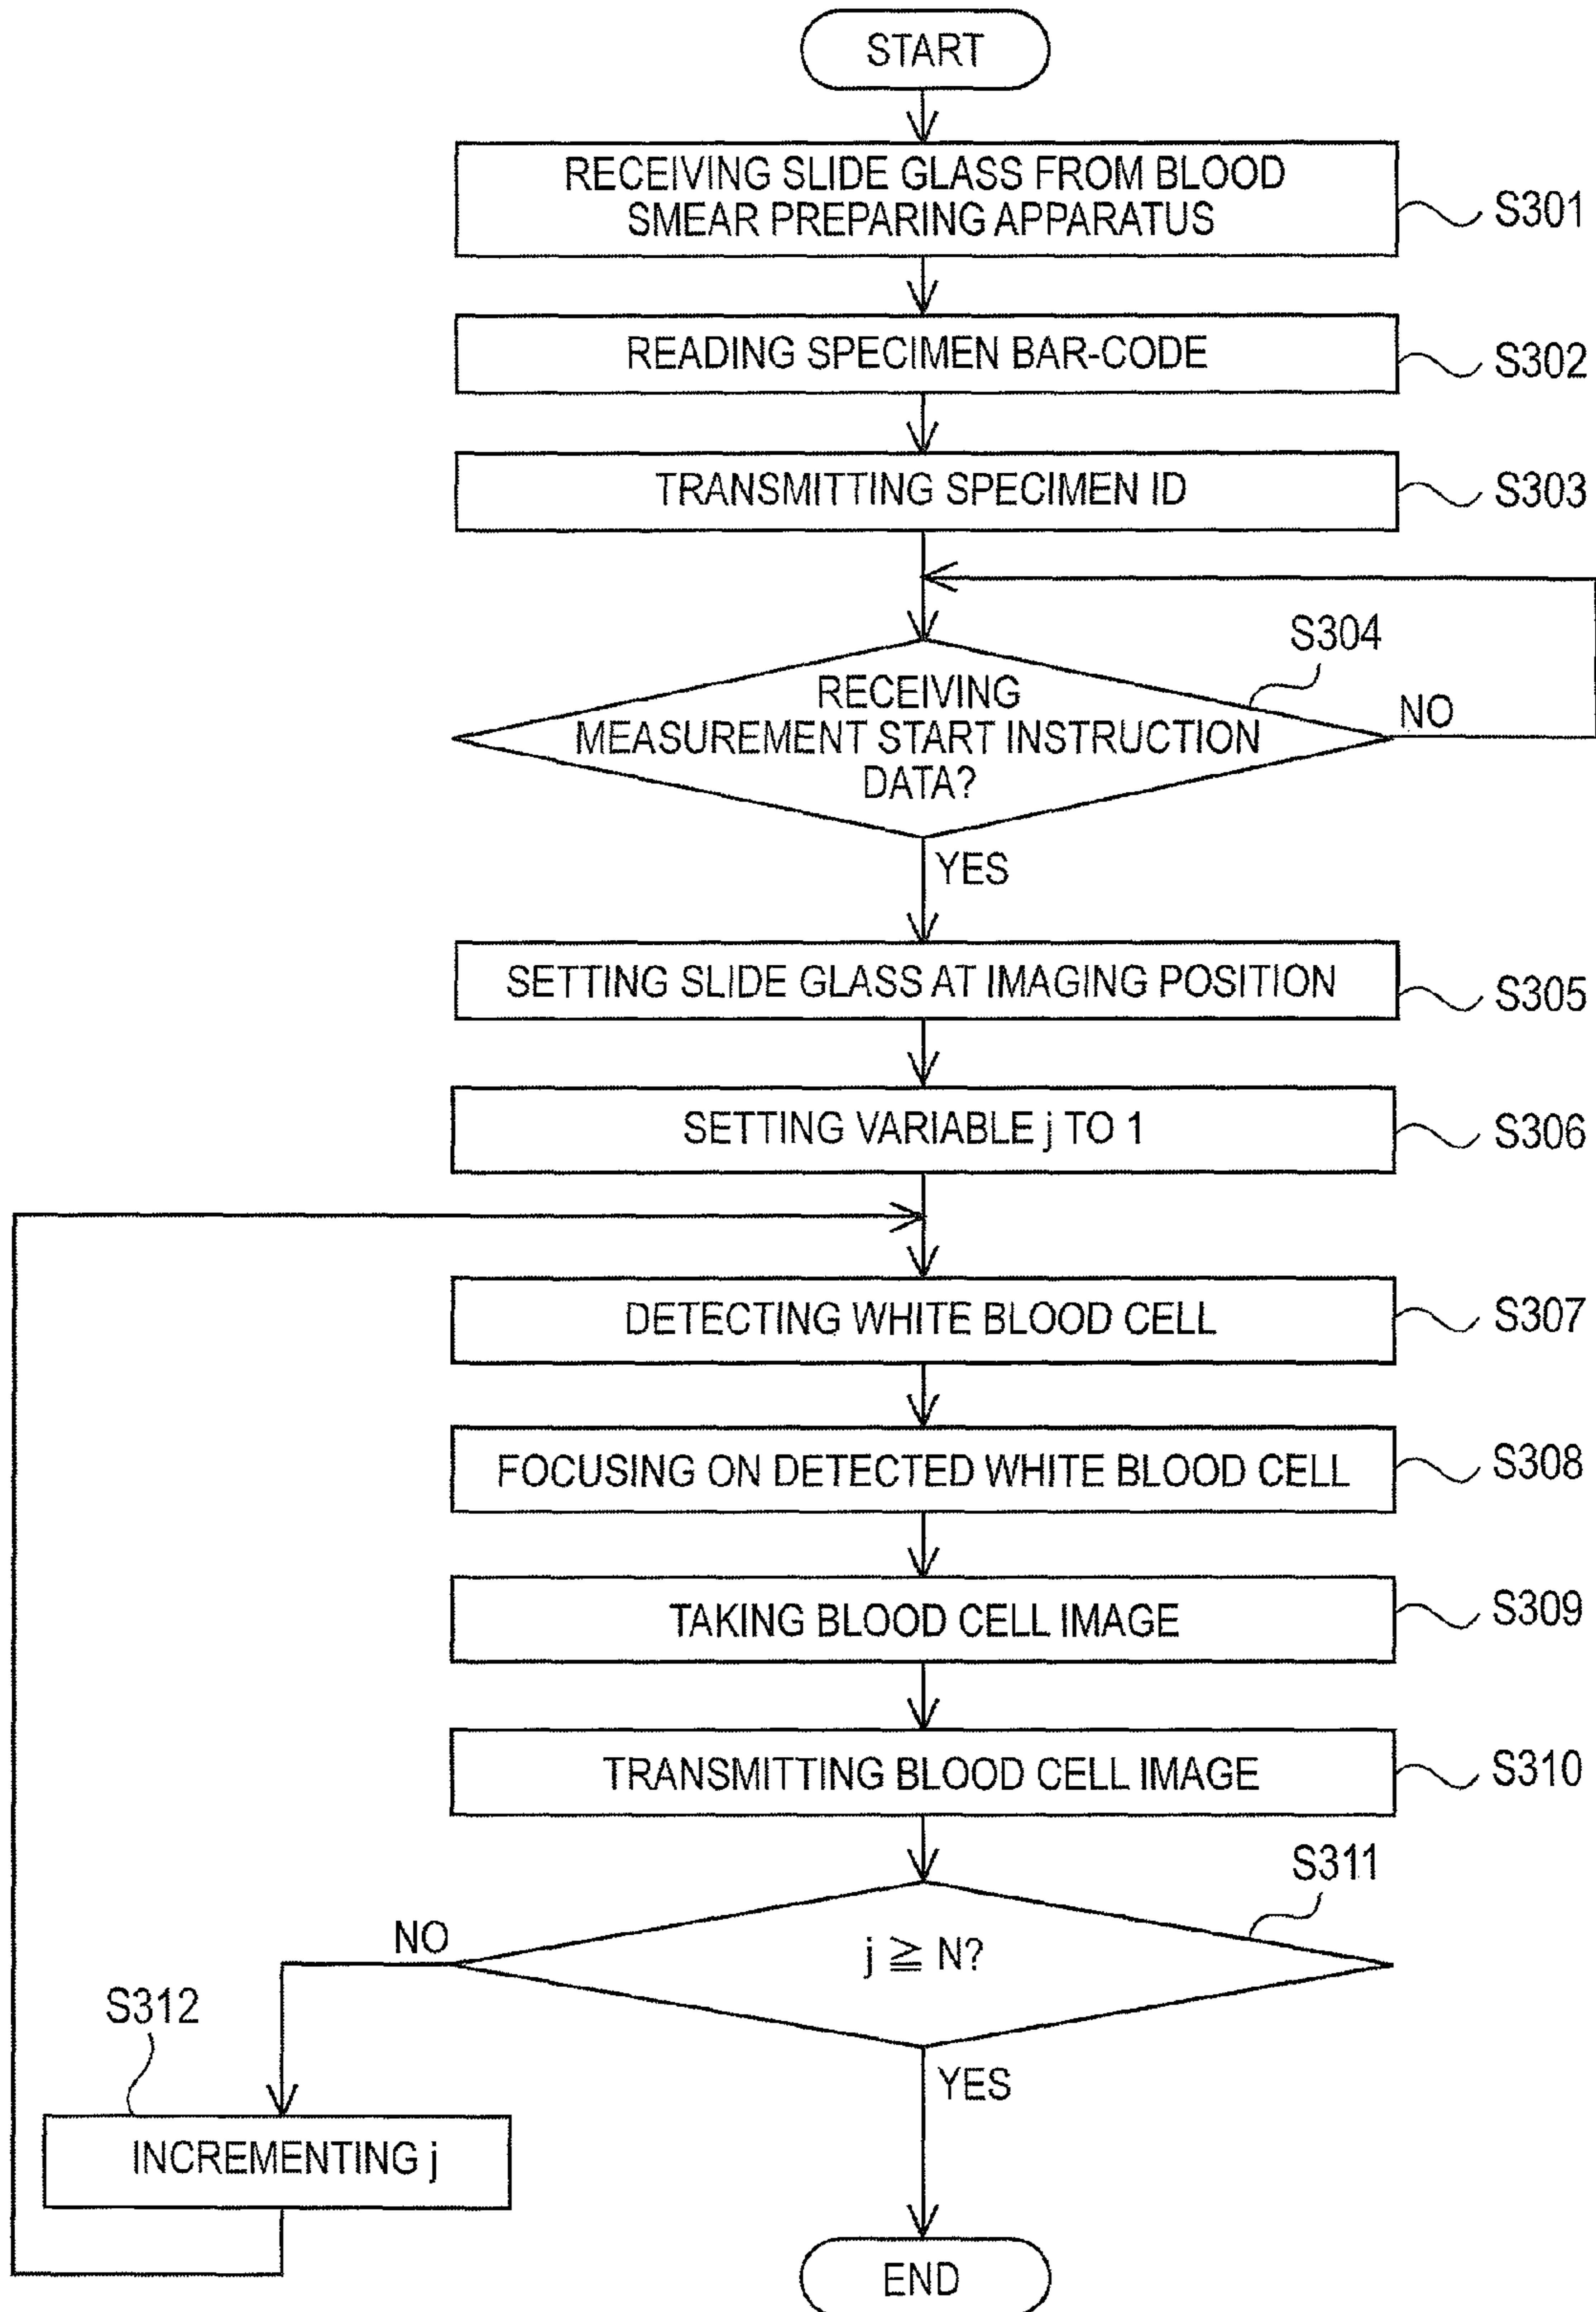 START
RECEIVING SLIDE GLASS FROM BLOOD
SMEAR PREPARING APPARATUS
S301
READING SPECIMEN BAR-CODE
S302
TRANSMITTING SPECIMEN ID
S303
S304
RECEIVING
MEASUREMENT START INSTRUCTION
DATA?
NO
YES
SETTING SLIDE GLASS AT IMAGING POSITION
S305
SETTING VARIABLE j TO 1
S306
DETECTING WHITE BLOOD CELL
S307
FOCUSING ON DETECTED WHITE BLOOD CELL
S308
TAKING BLOOD CELL IMAGE
S309
TRANSMITTING BLOOD CELL IMAGE
S310
S311
NO
j ≧ N?
S312
YES
INCREMENTING j
END